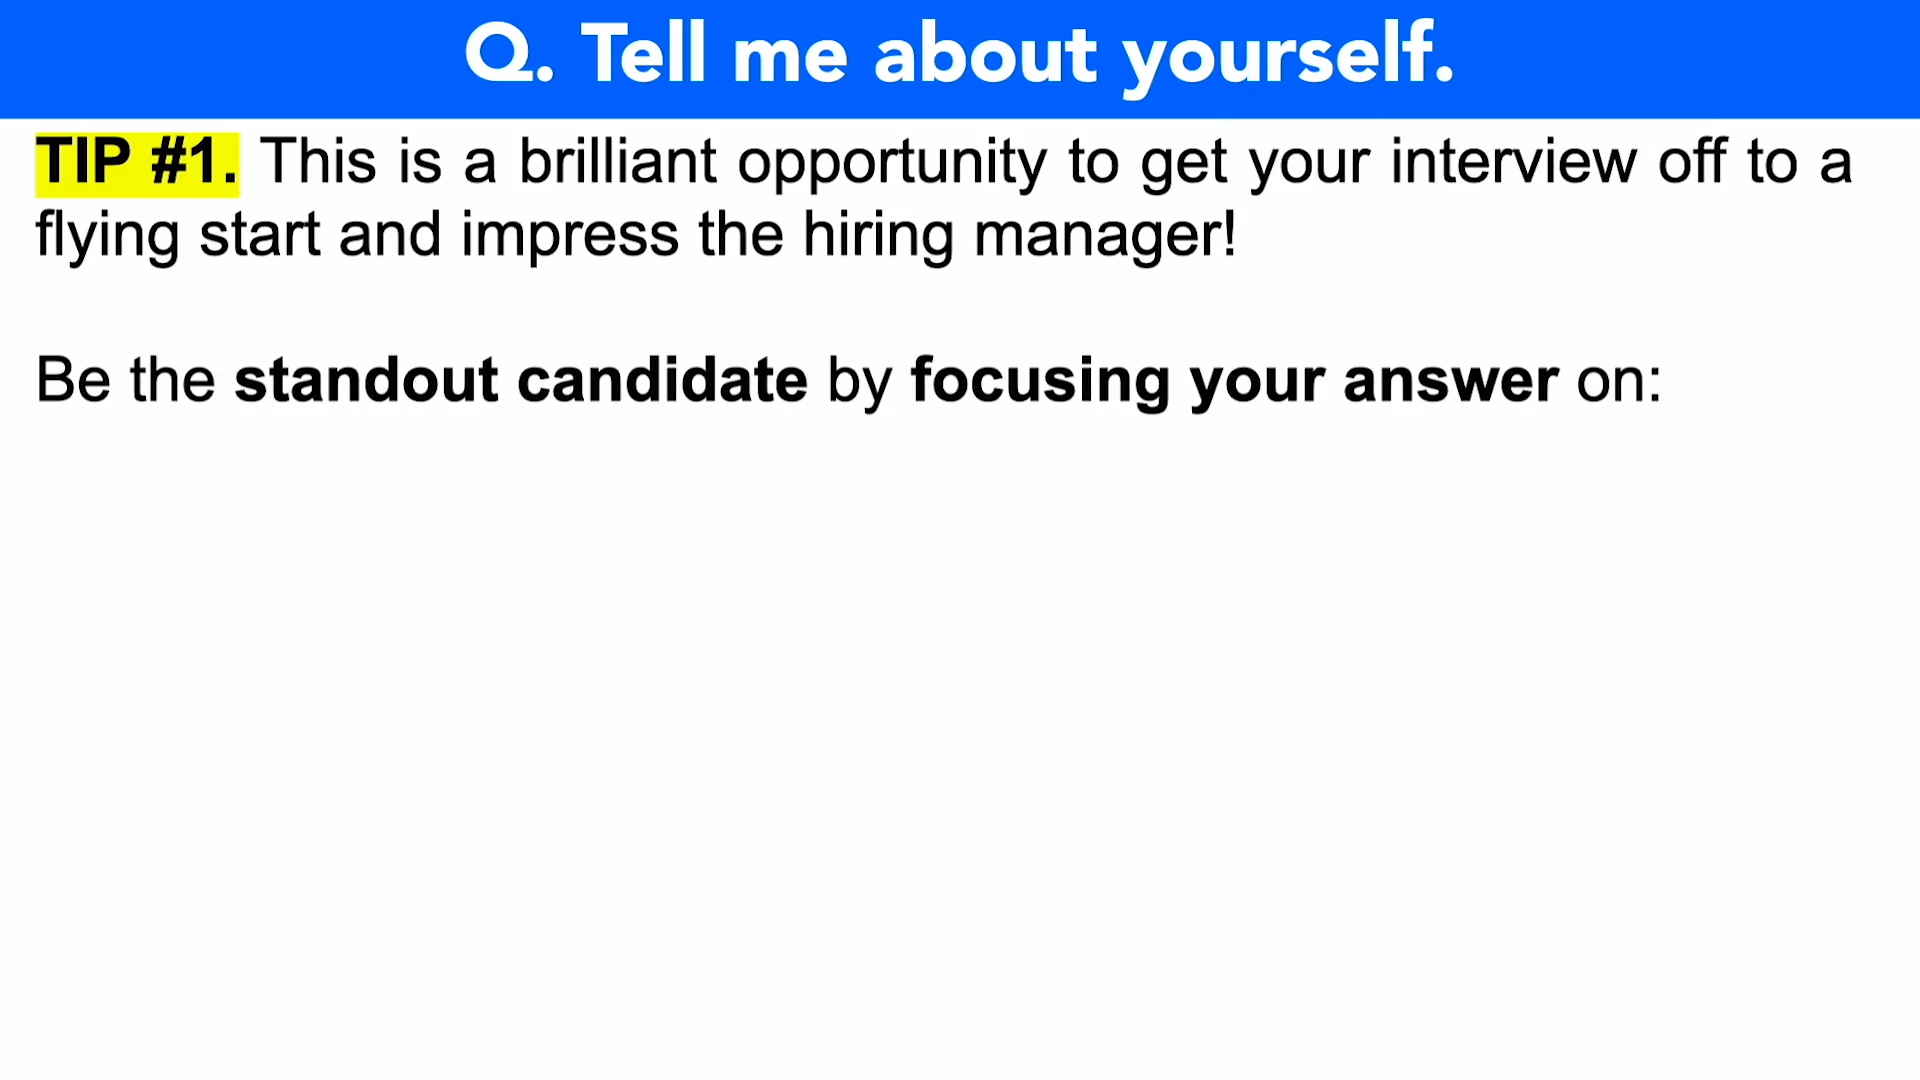 Q. Tell me about yourself.
TIP #1. This is a brilliant opportunity to get your interview off to a
flying start and impress the hiring manager!
Be the standout candidate by focusing your answer on: